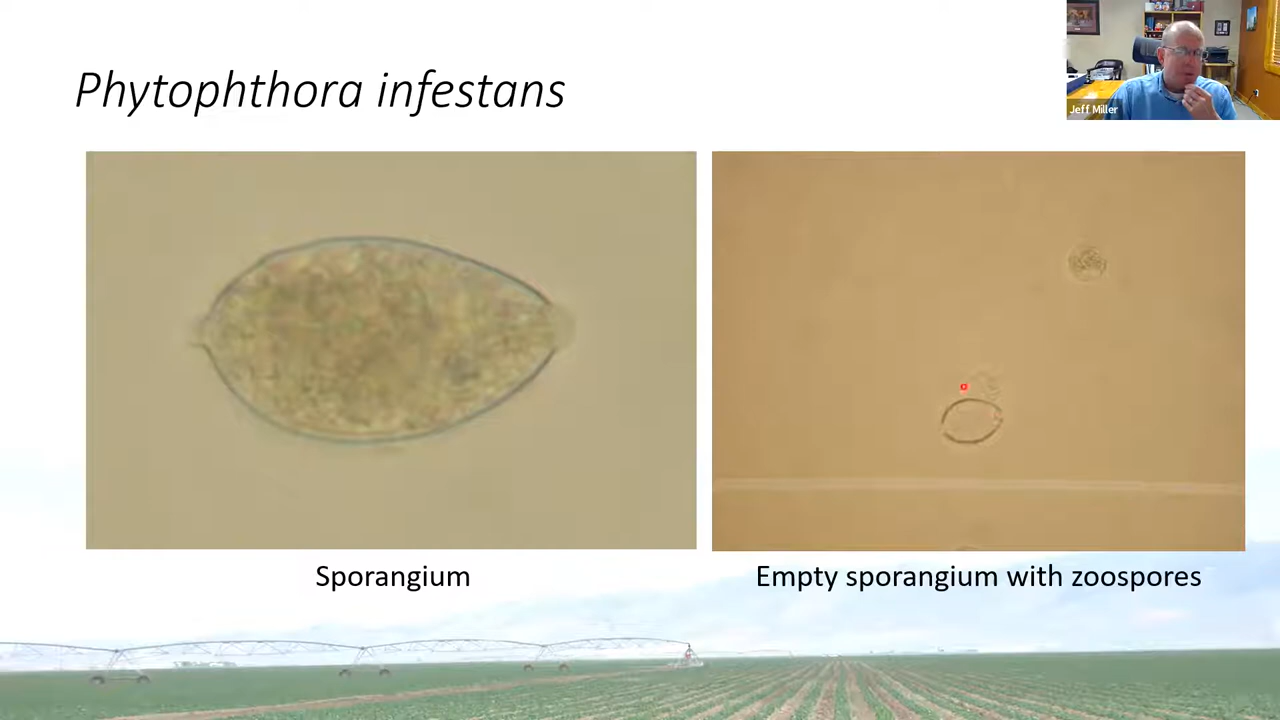 Phytophthora infestans
Jeff Miller
Sporangium
Empty sporangium with zoospores